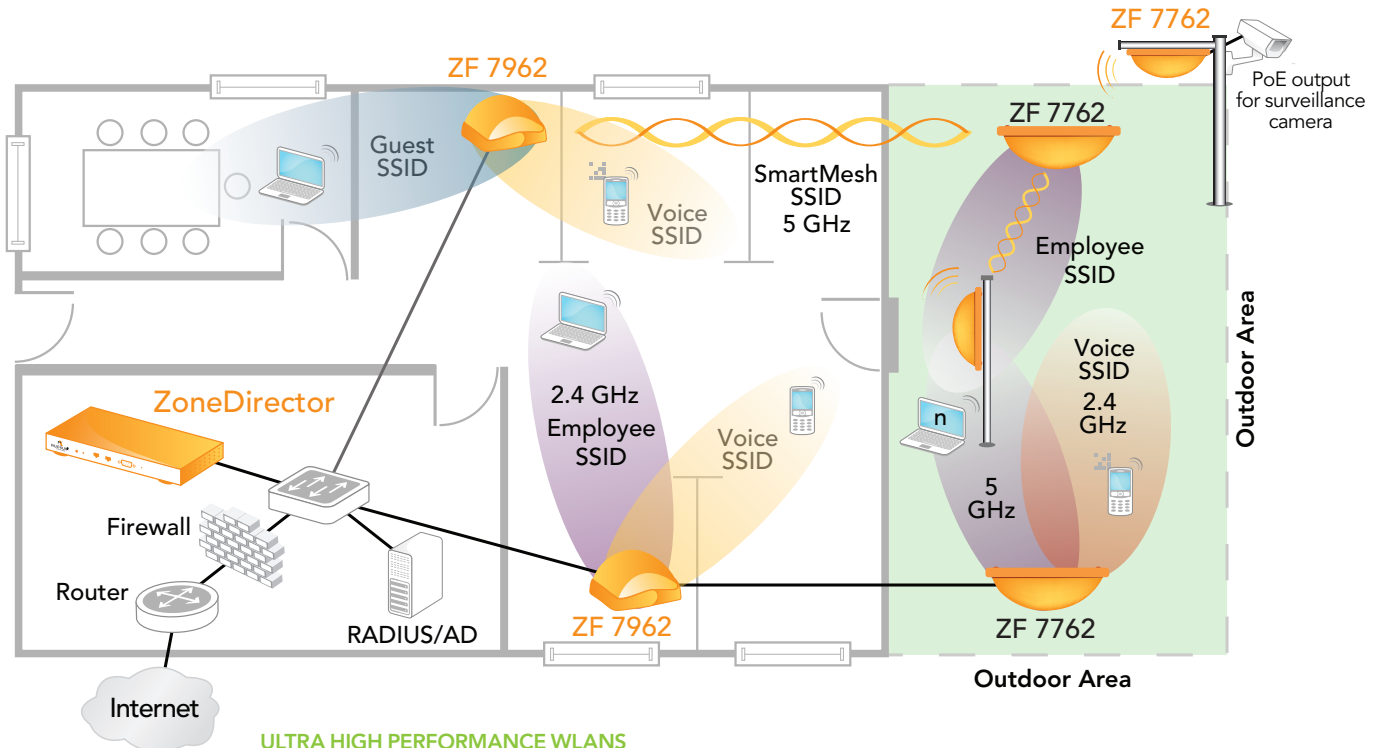 ZF 7762
ZF 7962
PoE output
for surveillance
camera
ZF 7762
Guest
SSID
SmartMesh
SSID
5 GHz
Voice
SSID
Employee
SSID
Outdoor Area
Voice
SSID
2.4
GHz
ZoneDirector
2.4 GHz
Employee
SSID
Voice
SSID
n
5
GHz
Firewall
Router
RADIUS/AD
ZF 7962
ZF 7762
Outdoor Area
Internet
ULTRA HIGH PERFORMANCE WLANS